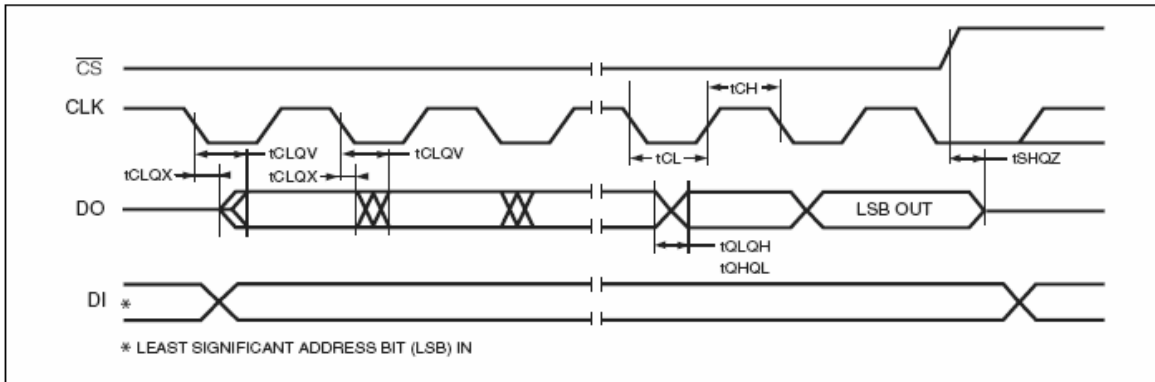 CS
CLK
tCH
tCLQV
tCLQV
tCL
tSHQZ
tCLQX
tCLQX
DO
LSB OUT
tQLQH
tQHQL
DI *
* LEAST SIGNIFICANT ADDRESS BIT (LSB) IN